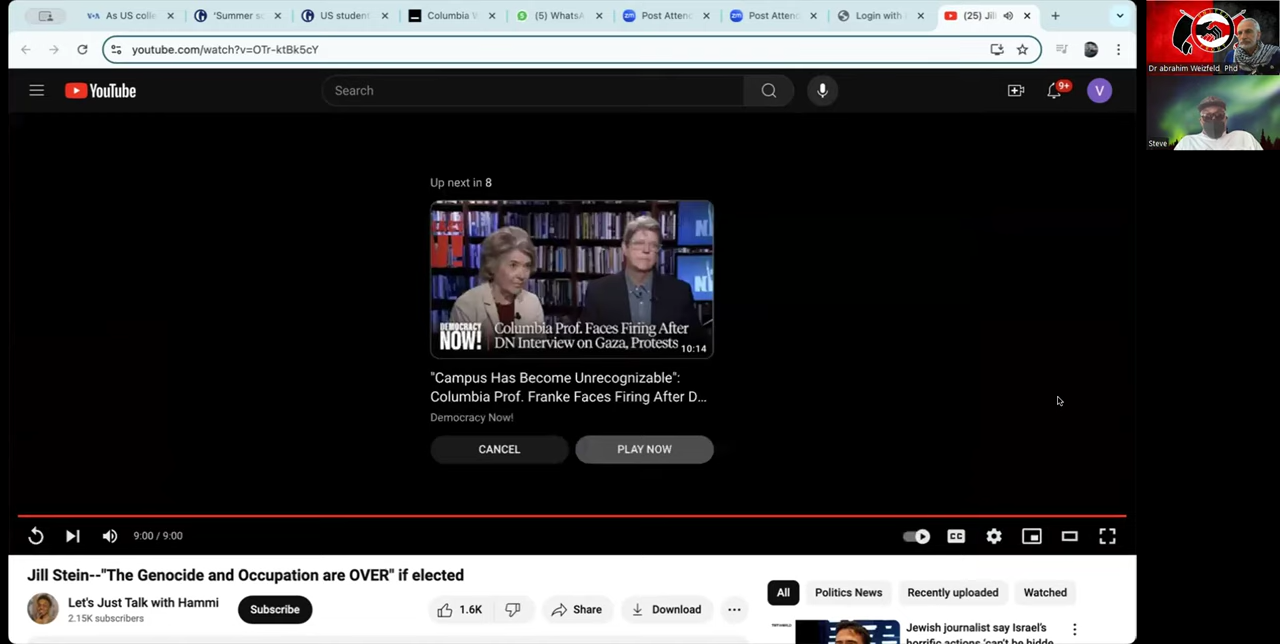 As US colle
'Summer s
US student
Columbia
(5) WhatsA
Post Attend
Post Attend
Login with
(25) Jil
youtube.com/watch?v=OTr-ktBk5cY
YouTube
Search
9+
V
Dr abrahim Weizfeld, Phd
Steve
Up next in 8
DEMOCRACY NOW!
Columbia Prof. Faces Firing After
DN Interview on Gaza, Protests
10:14
"Campus Has Become Unrecognizable":
Columbia Prof. Franke Faces Firing After D...
Democracy Now!
CANCEL
PLAY NOW
9:00 / 9:00
CC
Jill Stein--"The Genocide and Occupation are OVER" if elected
Let's Just Talk with Hammi
2.15K subscribers
Subscribe
1.6K
Share
Download
All
Politics News
Recently uploaded
Watched
Jewish journalist say Israel's
horrific actions 'can't be hidde